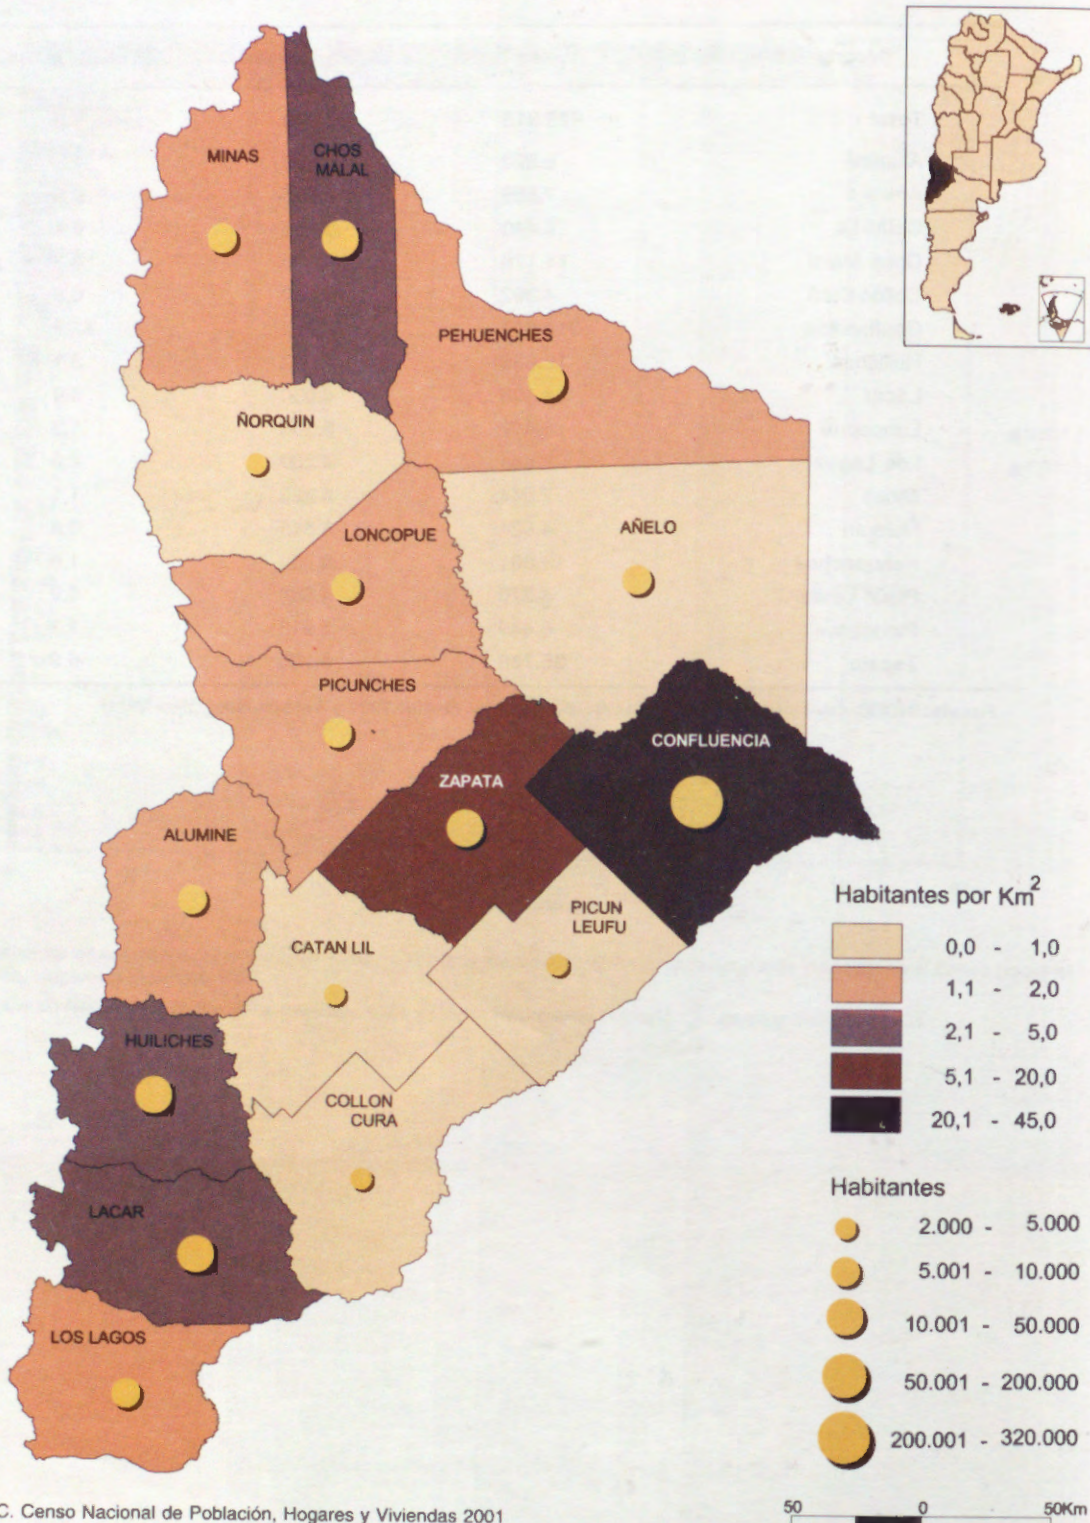 MINAS
CHOS
MALAL
PEHUENCHES
ÑORQUIN
LONCOPUE
AÑELO
PICUNCHES
CONFLUENCIA
ZAPATA
ALUMINE
PICUN
LEUFU
CATAN LIL
HUILICHES
COLLON
CURA
LACAR
LOS LAGOS
Habitantes por Km²
0,0 - 1,0
1,1 - 2,0
2,1 - 5,0
5,1 - 20,0
20,1 - 45,0
Habitantes
2.000 - 5.000
5.001 - 10.000
10.001 - 50.000
50.001 - 200.000
200.001 - 320.000
C. Censo Nacional de Población, Hogares y Viviendas 2001
50 0 50Km